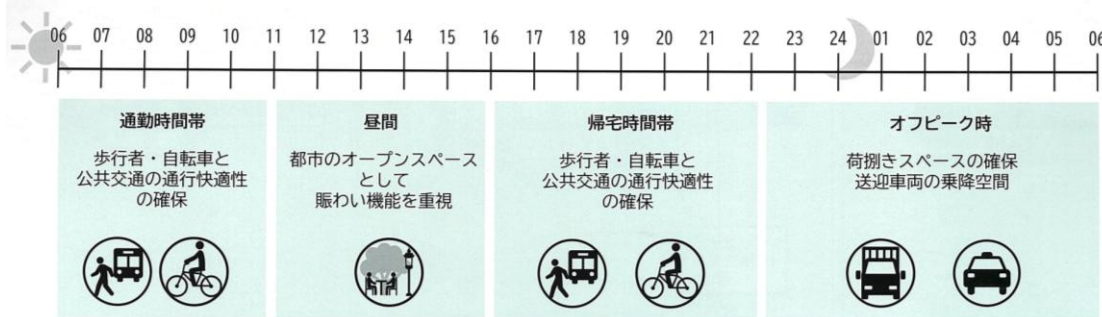 06 07 08 09 10 11 12 13 14 15 16 17 18 19 20 21 22 23 24 01 02 03 04 05 06
通勤時間帯
歩行者・自転車と
公共交通の通行快適性
の確保
昼間
都市のオープンスペース
として
賑わい機能を重視
帰宅時間帯
歩行者・自転車と
公共交通の通行快適性
の確保
オフピーク時
荷捌きスペースの確保
送迎車両の乗降空間